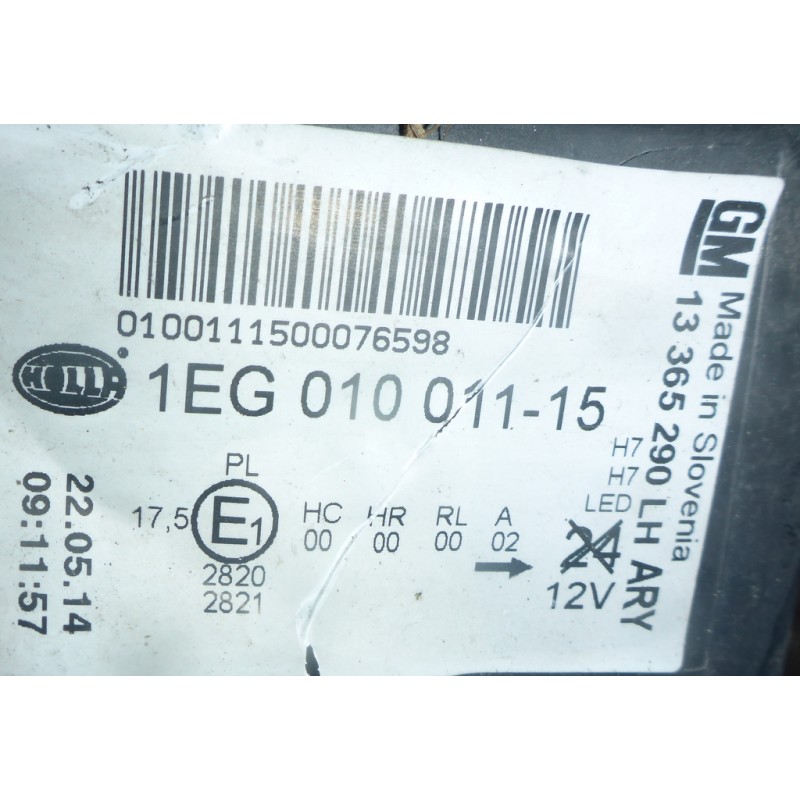 0100111500076598
HELLA ®
1EG 010 011-15
GM
Made in Slovenia
13 365 290 LH ARY
H7
H7
LED
24
12V
PL
17,5 E1
2820
2821
HC HR RL A
00 00 00 02
22.05.14
09:11:57